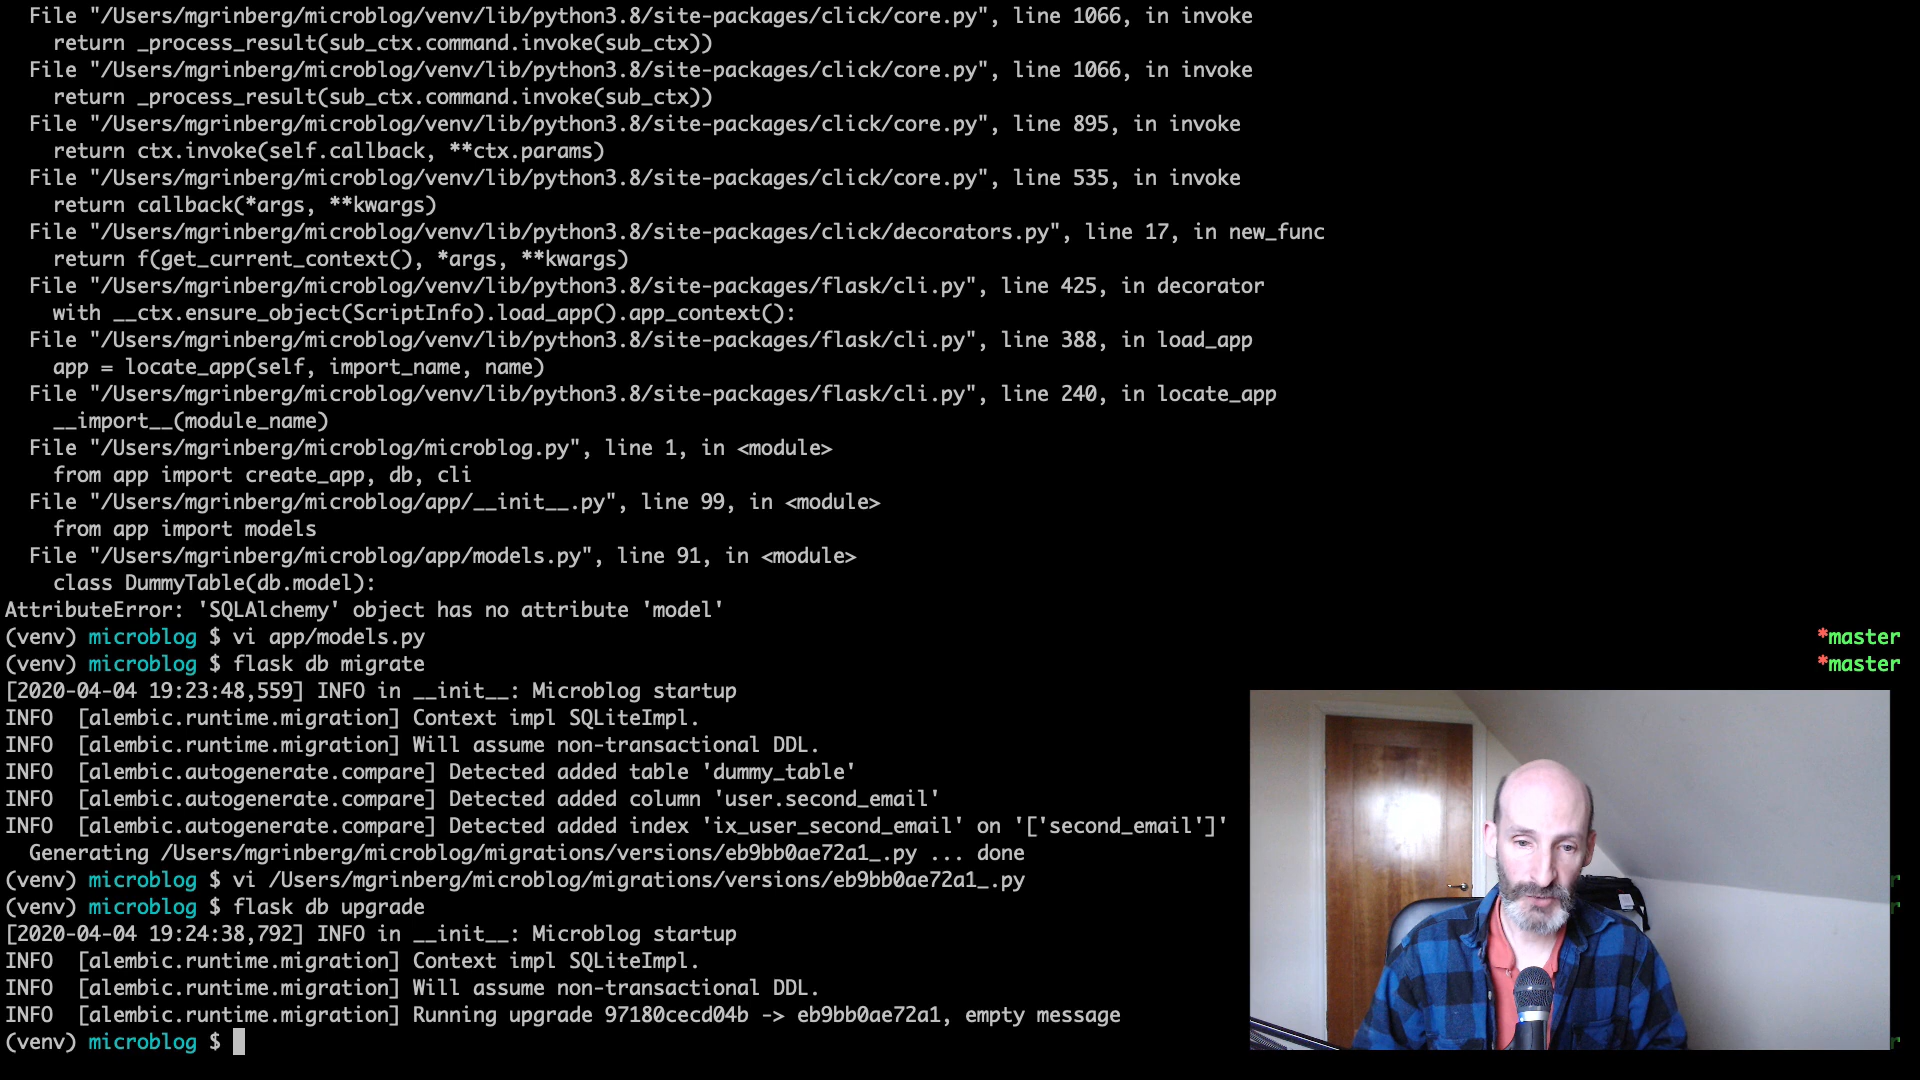 File "/Users/mgrinberg/microblog/venv/lib/python3.8/site-packages/click/core.py", line 1066, in invoke
return _process_result(sub_ctx.command.invoke(sub_ctx))
File "/Users/mgrinberg/microblog/venv/lib/python3.8/site-packages/click/core.py", line 1066, in invoke
return _process_result(sub_ctx.command.invoke(sub_ctx))
File "/Users/mgrinberg/microblog/venv/lib/python3.8/site-packages/click/core.py", line 895, in invoke
return ctx.invoke(self.callback, **ctx.params)
File "/Users/mgrinberg/microblog/venv/lib/python3.8/site-packages/click/core.py", line 535, in invoke
return callback(*args, **kwargs)
File "/Users/mgrinberg/microblog/venv/lib/python3.8/site-packages/click/decorators.py", line 17, in new_func
return f(get_current_context(), *args, **kwargs)
File "/Users/mgrinberg/microblog/venv/lib/python3.8/site-packages/flask/cli.py", line 425, in decorator
with __ctx.ensure_object(ScriptInfo).load_app().app_context():
File "/Users/mgrinberg/microblog/venv/lib/python3.8/site-packages/flask/cli.py", line 388, in load_app
app = locate_app(self, import_name, name)
File "/Users/mgrinberg/microblog/venv/lib/python3.8/site-packages/flask/cli.py", line 240, in locate_app
__import__(module_name)
File "/Users/mgrinberg/microblog/microblog.py", line 1, in <module>
from app import create_app, db, cli
File "/Users/mgrinberg/microblog/app/__init__.py", line 99, in <module>
from app import models
File "/Users/mgrinberg/microblog/app/models.py", line 91, in <module>
class DummyTable(db.model):
AttributeError: 'SQLAlchemy' object has no attribute 'model'
(venv) microblog $ vi app/models.py *master
(venv) microblog $ flask db migrate *master
[2020-04-04 19:23:48,559] INFO in __init__: Microblog startup
INFO [alembic.runtime.migration] Context impl SQLiteImpl.
INFO [alembic.runtime.migration] Will assume non-transactional DDL.
INFO [alembic.autogenerate.compare] Detected added table 'dummy_table'
INFO [alembic.autogenerate.compare] Detected added column 'user.second_email'
INFO [alembic.autogenerate.compare] Detected added index 'ix_user_second_email' on '['second_email']'
Generating /Users/mgrinberg/microblog/migrations/versions/eb9bb0ae72a1_.py ... done
(venv) microblog $ vi /Users/mgrinberg/microblog/migrations/versions/eb9bb0ae72a1_.py
(venv) microblog $ flask db upgrade
[2020-04-04 19:24:38,792] INFO in __init__: Microblog startup
INFO [alembic.runtime.migration] Context impl SQLiteImpl.
INFO [alembic.runtime.migration] Will assume non-transactional DDL.
INFO [alembic.runtime.migration] Running upgrade 97180cecd04b -> eb9bb0ae72a1, empty message
(venv) microblog $